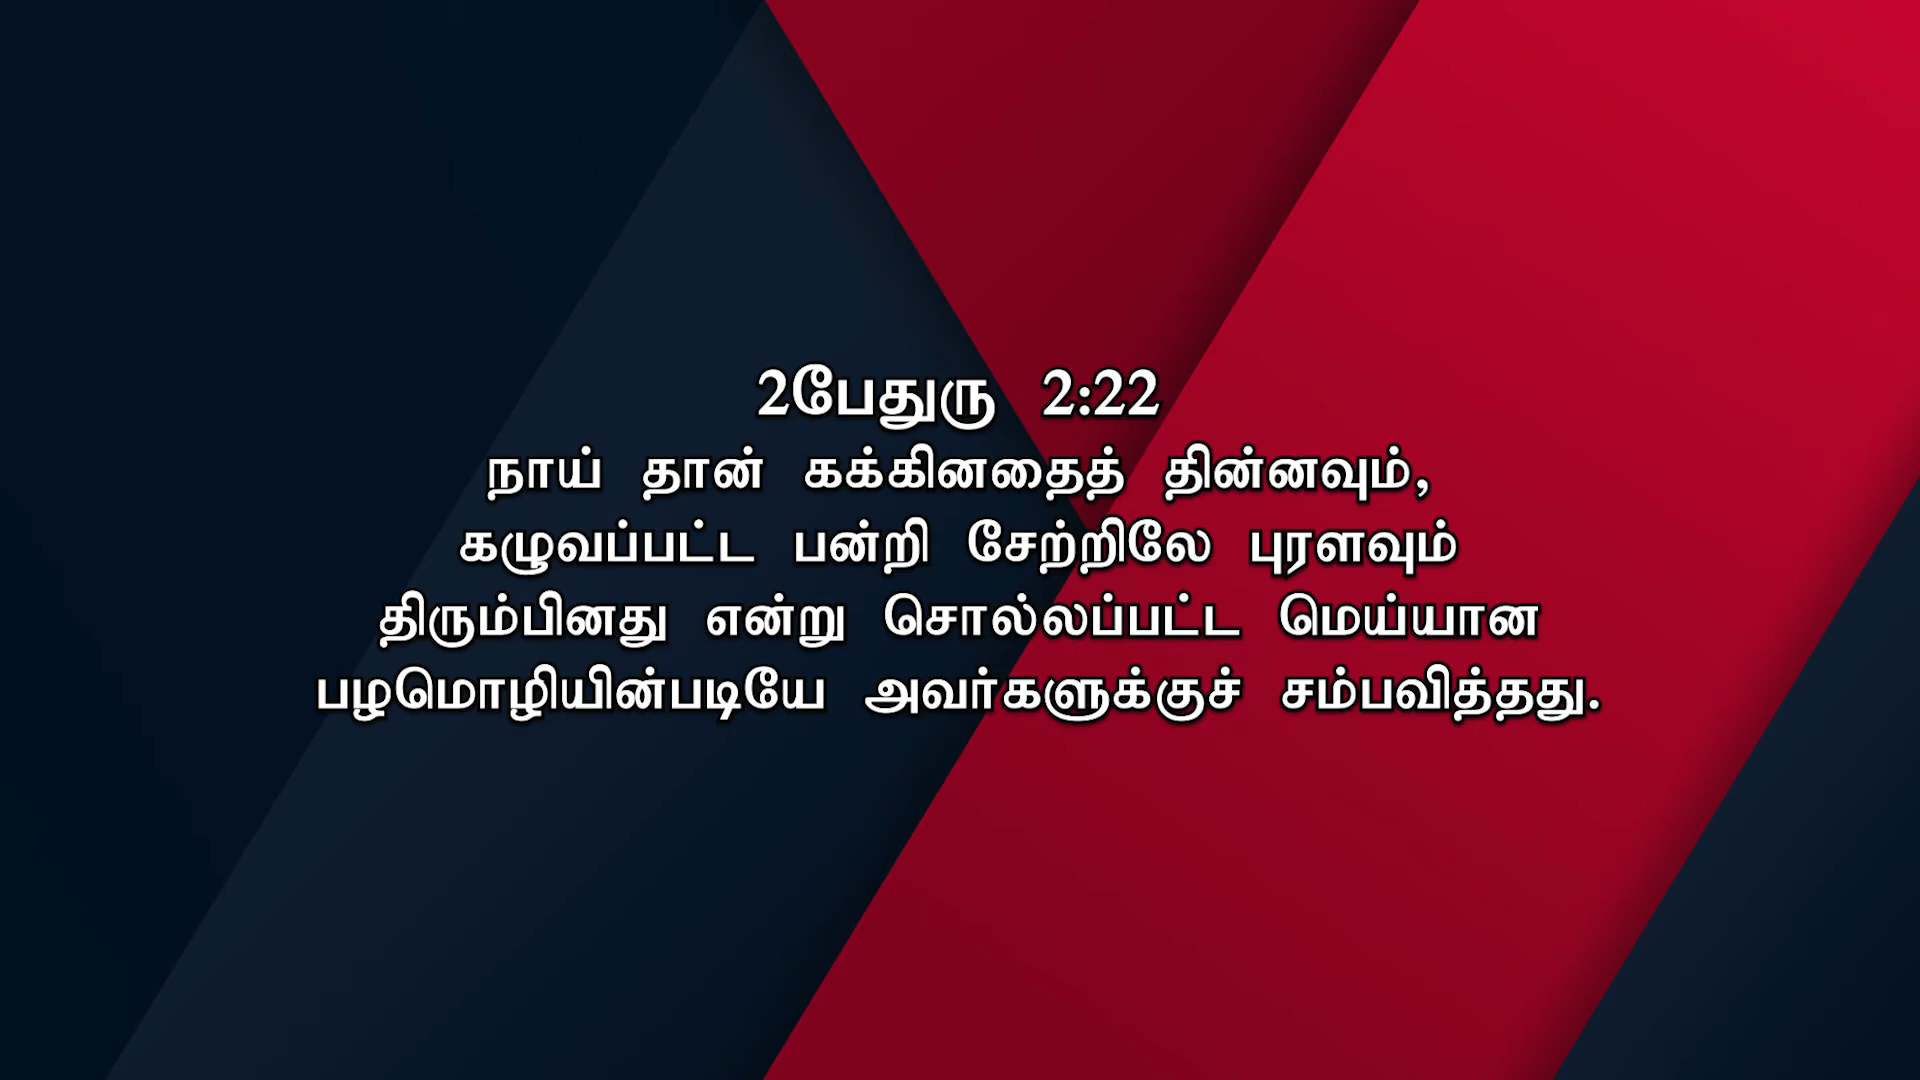 2பேதுரு 2:22
நாய் தான் கக்கினதைத் தின்னவும்,
கழுவப்பட்ட பன்றி சேற்றிலே புரளவும்
திரும்பினது என்று சொல்லப்பட்ட மெய்யான
பழமொழியின்படியே அவர்களுக்குச் சம்பவித்தது.